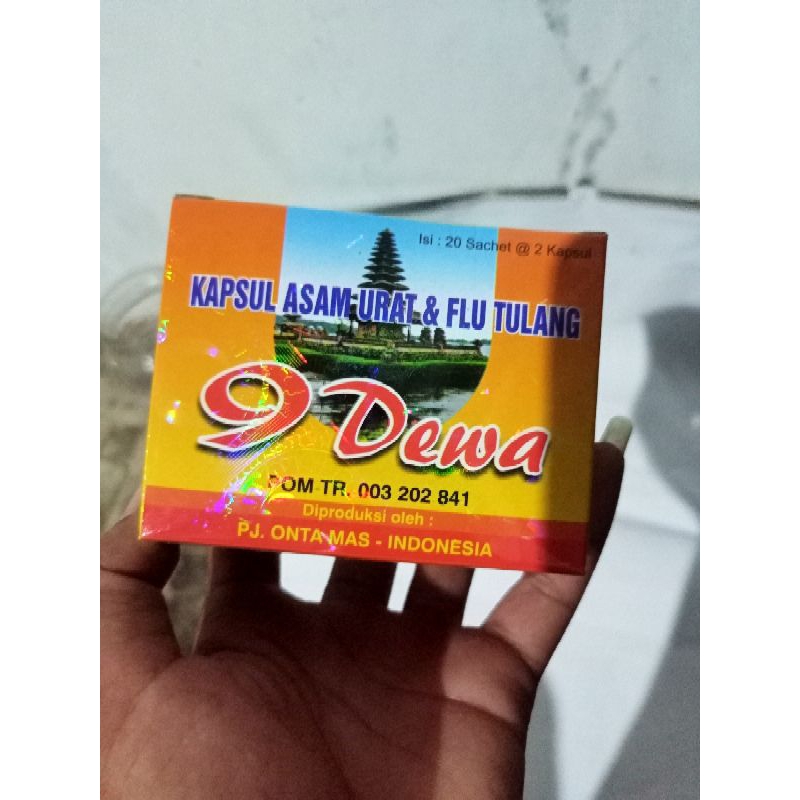 Isi : 20 Sachet @ 2 Kapsul
KAPSUL ASAM URAT & FLU TULANG
9 Dewa
POM TR. 003 202 841
Diproduksi oleh :
PJ. ONTA MAS - INDONESIA